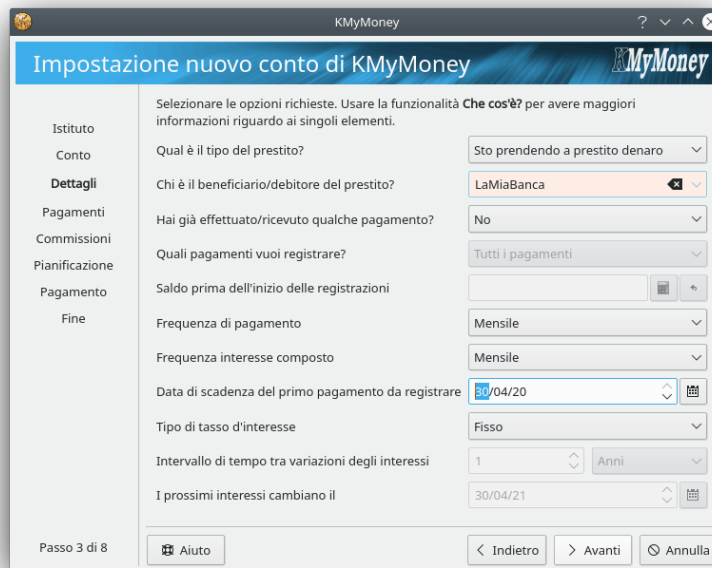 KMyMoney
Impostazione nuovo conto di KMyMoney
KMyMoney
Selezionare le opzioni richieste. Usare la funzionalità Che cos'è? per avere maggiori
informazioni riguardo ai singoli elementi.
Istituto
Conto
Dettagli
Pagamenti
Commissioni
Pianificazione
Pagamento
Fine
Qual è il tipo del prestito? Sto prendendo a prestito denaro
Chi è il beneficiario/debitore del prestito? LaMiaBanca
Hai già effettuato/ricevuto qualche pagamento? No
Quali pagamenti vuoi registrare? Tutti i pagamenti
Saldo prima dell'inizio delle registrazioni
Frequenza di pagamento Mensile
Frequenza interesse composto Mensile
Data di scadenza del primo pagamento da registrare 30/04/20
Tipo di tasso d'interesse Fisso
Intervallo di tempo tra variazioni degli interessi 1 Anni
I prossimi interessi cambiano il 30/04/21
Passo 3 di 8 Aiuto Indietro Avanti Annulla